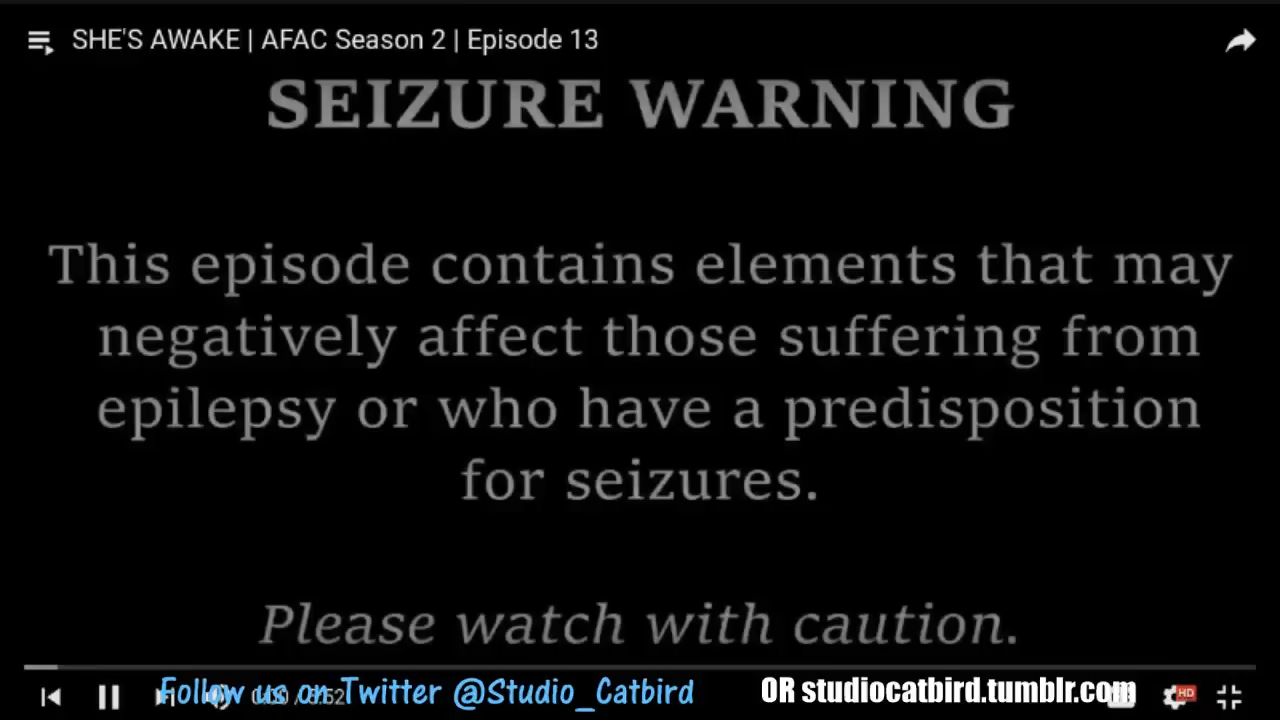 SHE'S AWAKE | AFAC Season 2 | Episode 13
SEIZURE WARNING
This episode contains elements that may
negatively affect those suffering from
epilepsy or who have a predisposition
for seizures.
Please watch with caution.
Follow us on Twitter @Studio_Catbird
OR studiocatbird.tumblr.com
HD